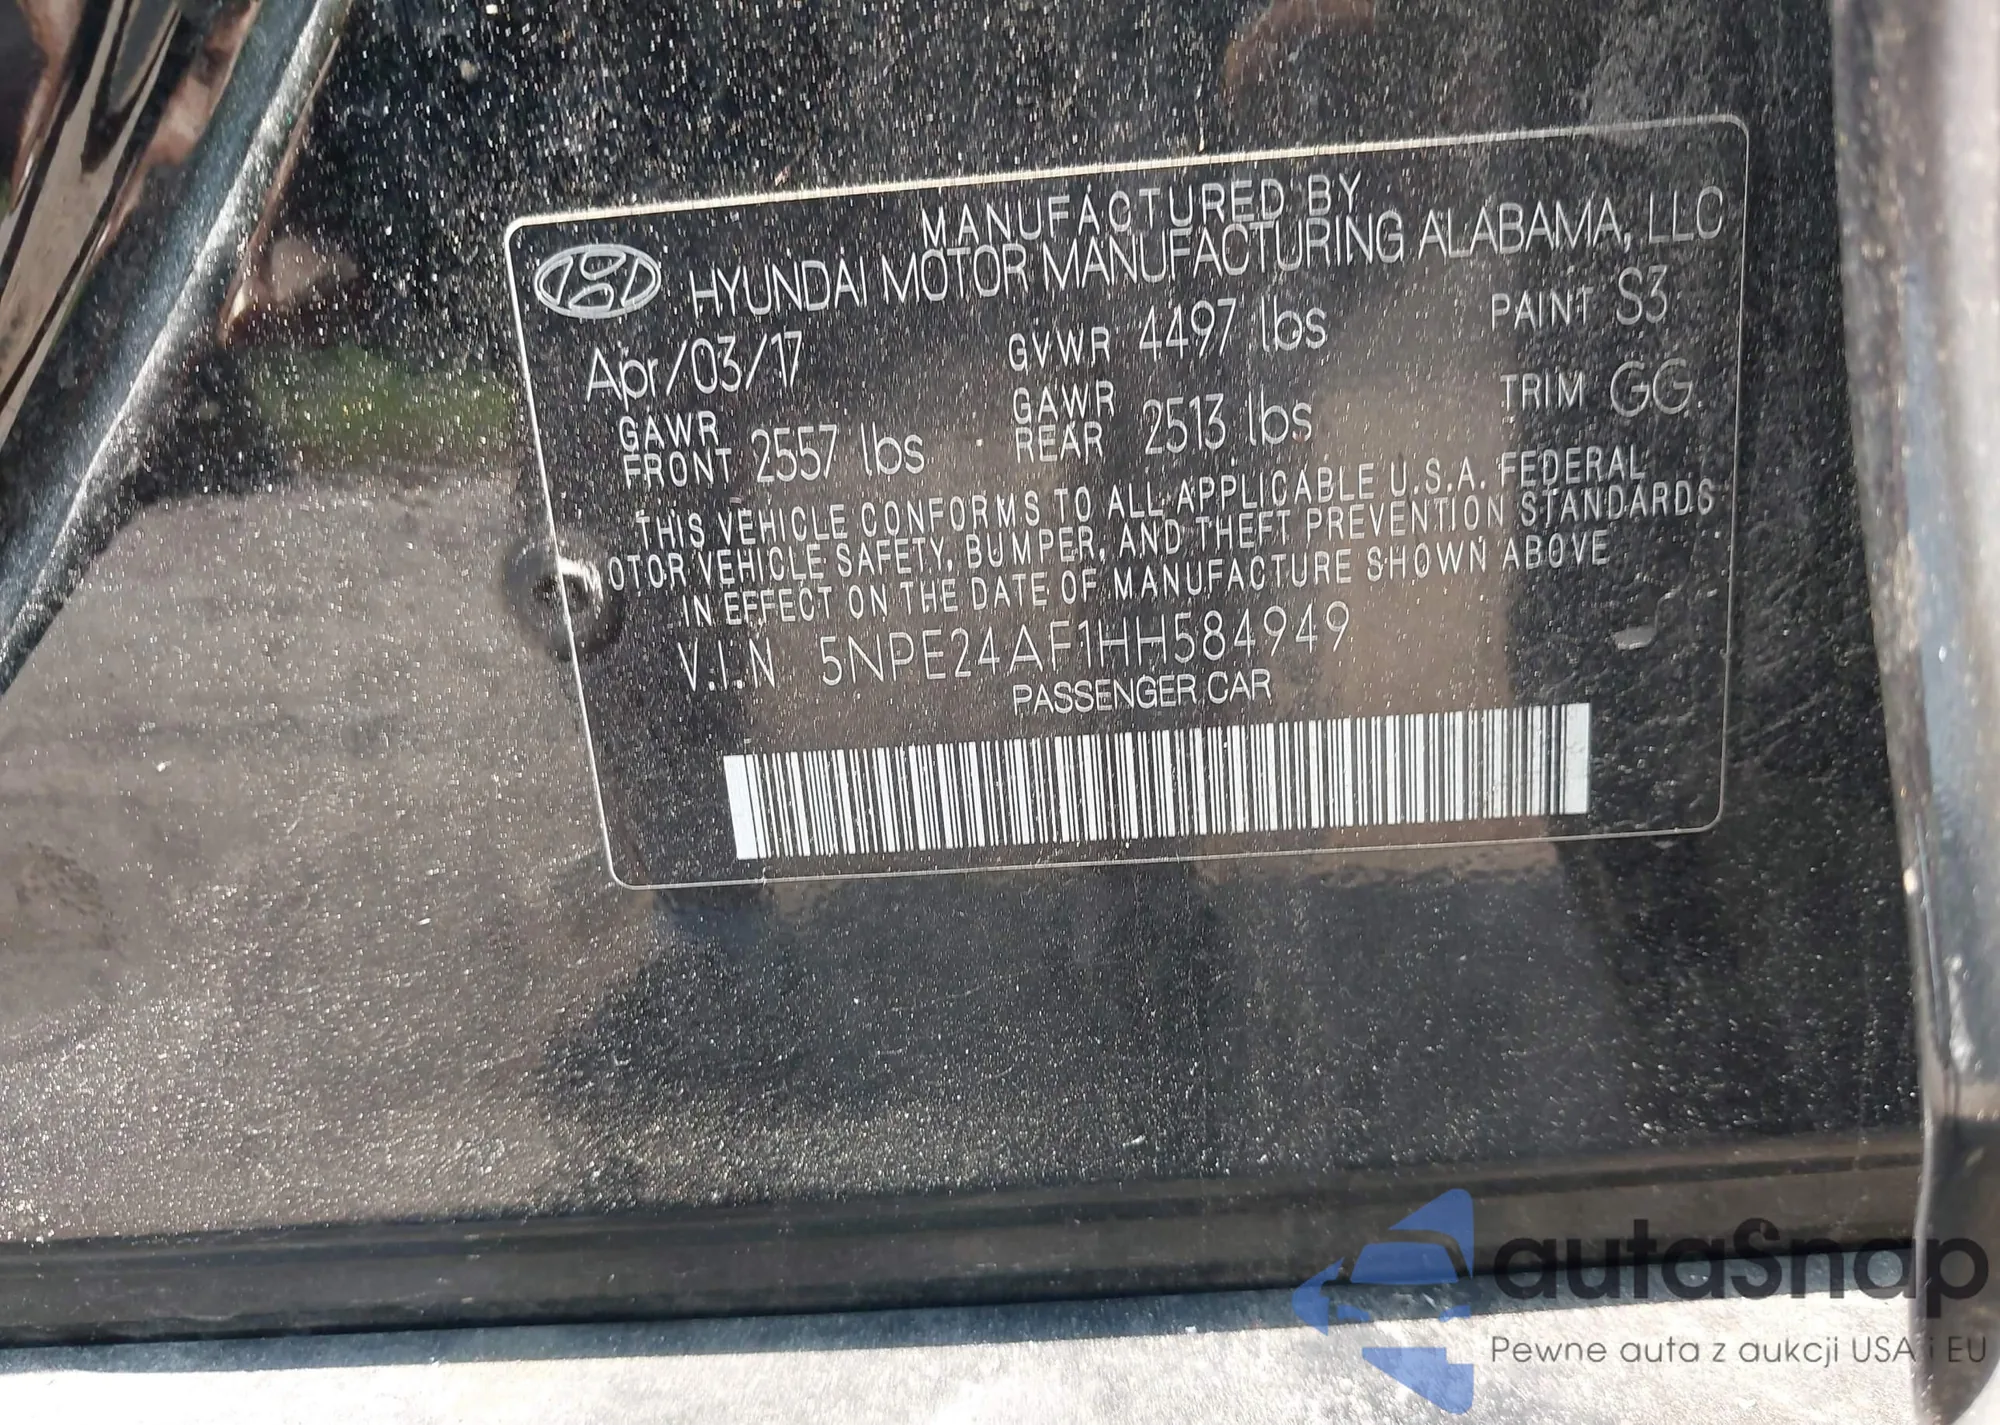 MANUFACTURED BY
HYUNDAI MOTOR MANUFACTURING ALABAMA, LLC
Apr/03/17 GVWR 4497 lbs PAINT S3
GAWR FRONT 2557 lbs GAWR REAR 2513 lbs TRIM GG
THIS VEHICLE CONFORMS TO ALL APPLICABLE U.S.A. FEDERAL
OTOR VEHICLE SAFETY, BUMPER, AND THEFT PREVENTION STANDARDS
IN EFFECT ON THE DATE OF MANUFACTURE SHOWN ABOVE
V.I.N 5NPE24AF1HH584949
PASSENGER CAR
autaSnap
Pewne auta z aukcji USA i EU